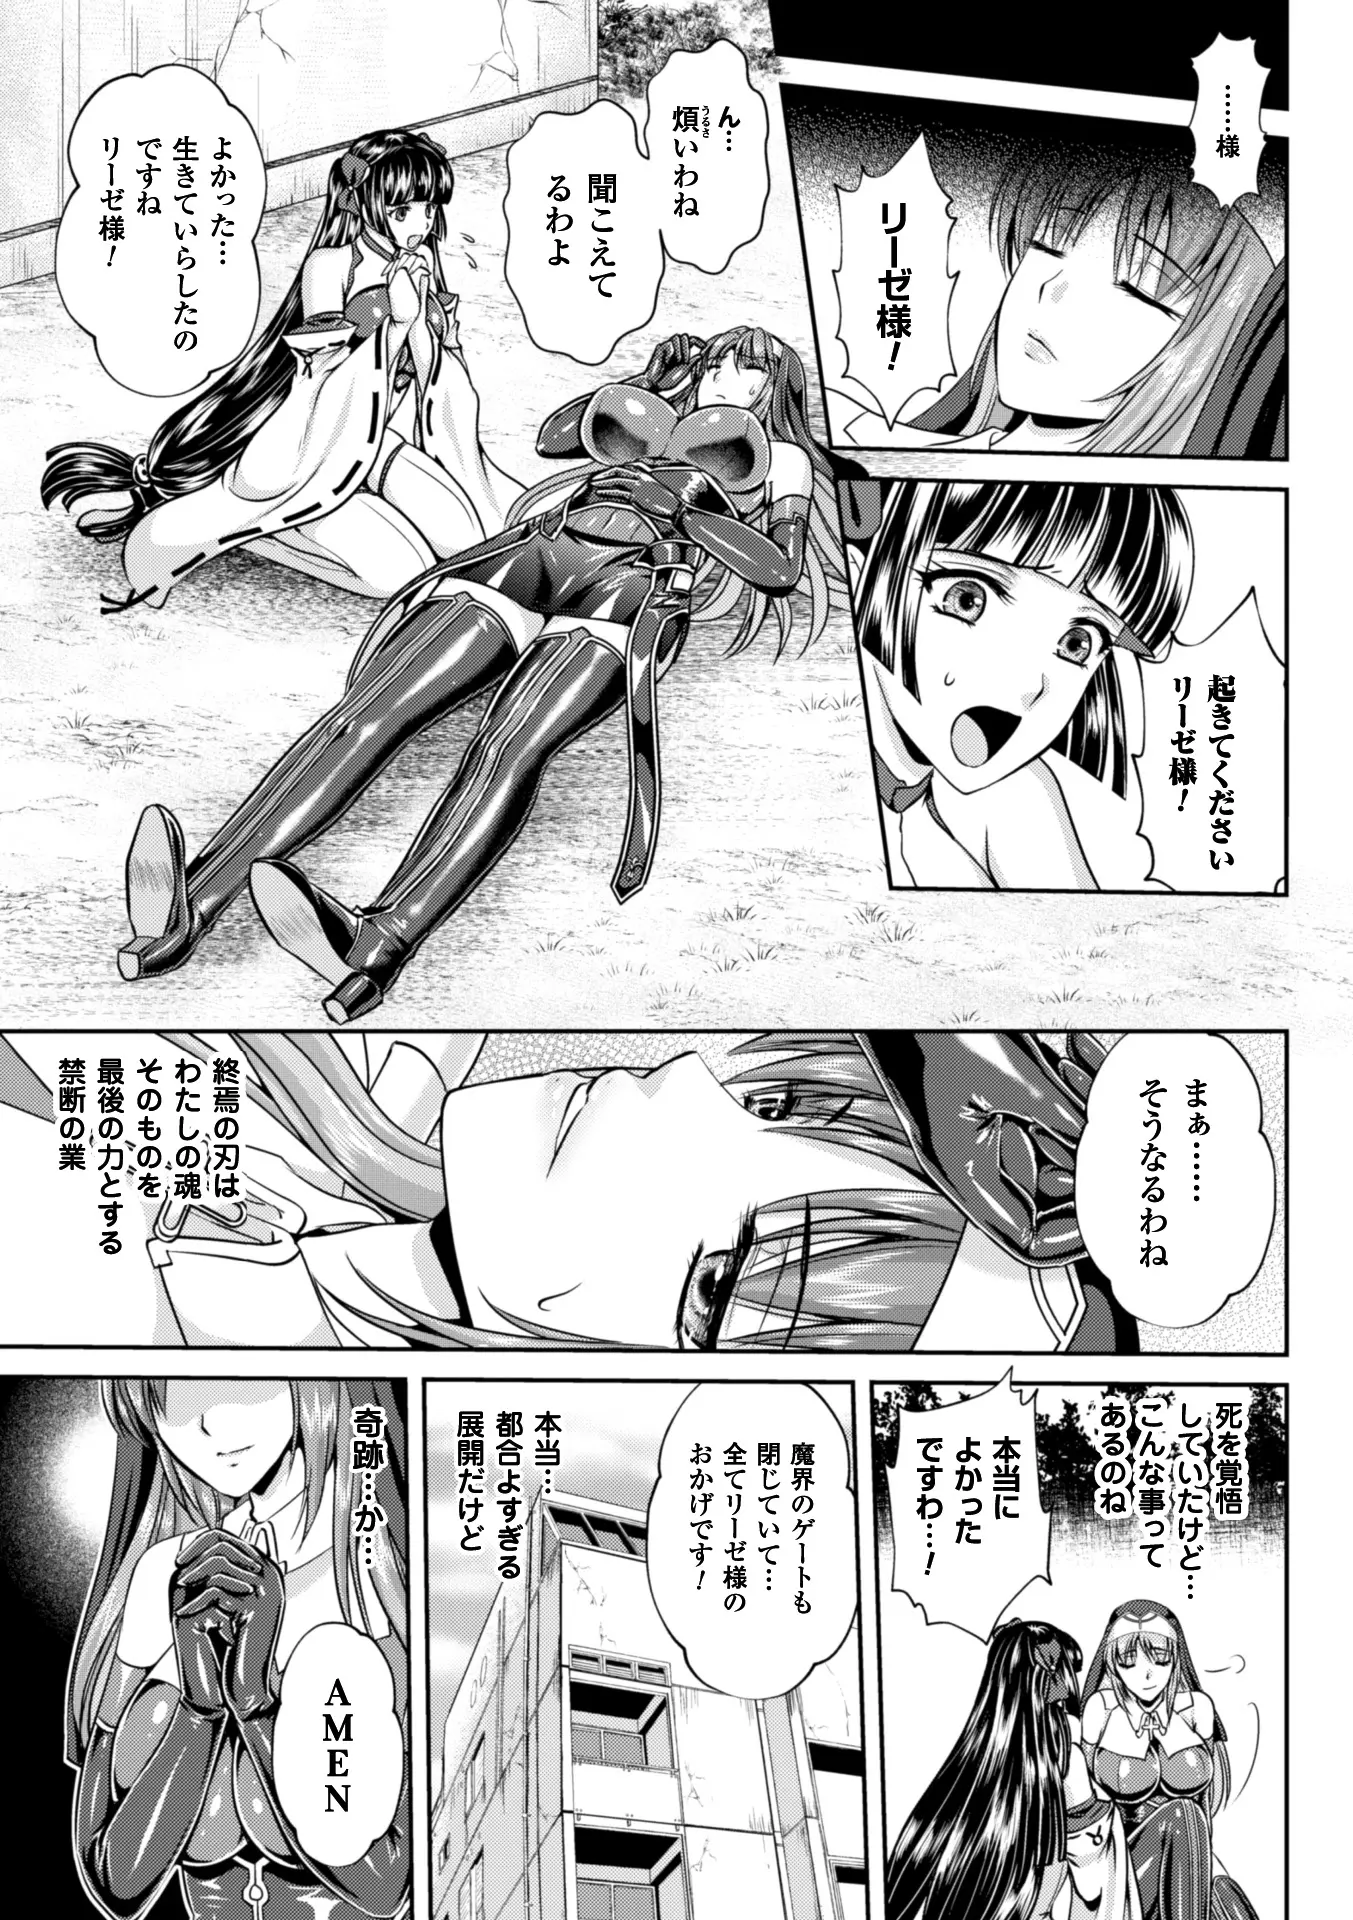 ……様
リーゼ様！
起きてください
リーゼ様！
ん…
煩いわね
うるさ
聞こえて
るわよ
よかった…
生きていらしたの
ですね
リーゼ様！
まぁ……
そうなるわね
終焉の刃は
わたしの魂
そのものを
最後の力とする
禁断の業
死を覚悟
していたけど…
こんな事って
あるのね
本当に
よかった
ですわ…！
魔界のゲートも
閉じていて…
全てリーゼ様の
おかげです！
本当…
都合よすぎる
展開だけど
奇跡…か…
AMEN